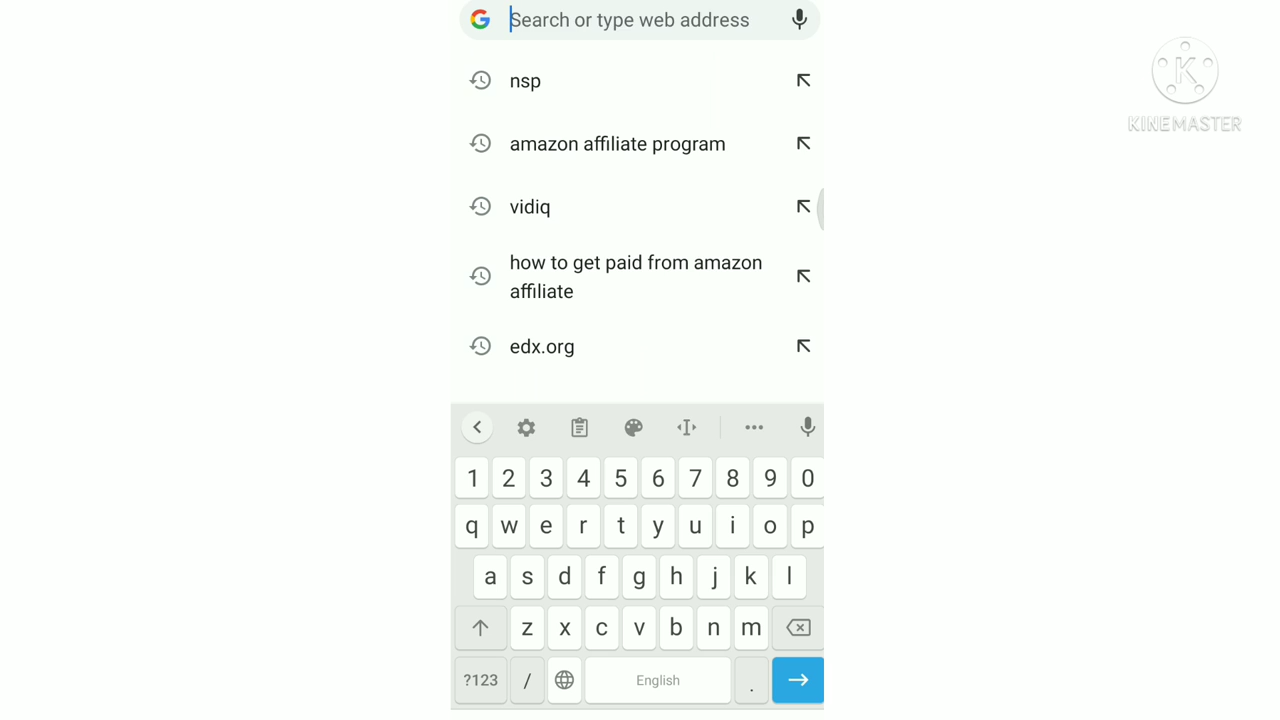 Search or type web address
K
KINEMASTER
nsp
amazon affiliate program
vidiq
how to get paid from amazon
affiliate
edx.org
1 2 3 4 5 6 7 8 9 0
q w e r t y u i o p
a s d f g h j k l
z x c v b n m
?123 / English .